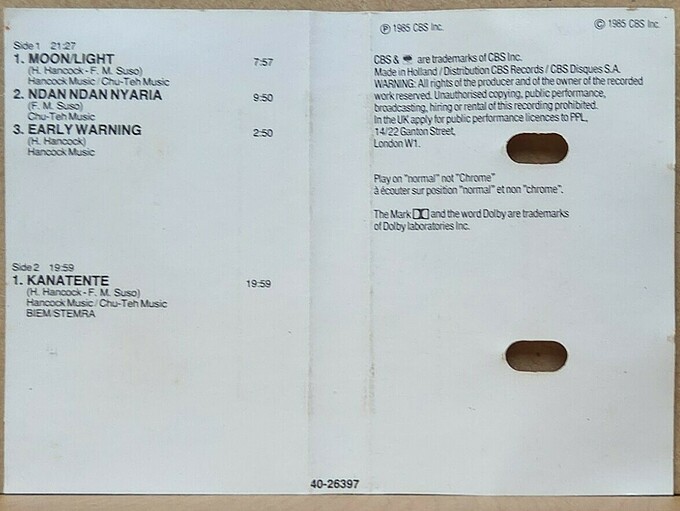 Side 1 21:27
1. MOON/LIGHT 7:57
(H. Hancock - F. M. Suso)
Hancock Music / Chu-Teh Music
2. NDAN NDAN NYARIA 9:50
(F. M. Suso)
Chu-Teh Music
3. EARLY WARNING 2:50
(H. Hancock)
Hancock Music
Side 2 19:59
1. KANATENTE 19:59
(H. Hancock - F. M. Suso)
Hancock Music / Chu-Teh Music
BIEM/STEMRA
40-26397
℗ 1985 CBS Inc. © 1985 CBS Inc.
CBS & are trademarks of CBS Inc.
Made in Holland / Distribution CBS Records / CBS Disques S.A.
WARNING: All rights of the producer and of the owner of the recorded
work reserved. Unauthorised copying, public performance,
broadcasting, hiring or rental of this recording prohibited.
In the UK apply for public performance licences to PPL,
14/22 Ganton Street,
London W1.
Play on "normal" not "Chrome"
à écouter sur position "normal" et non "chrome".
The Mark and the word Dolby are trademarks
of Dolby laboratories Inc.